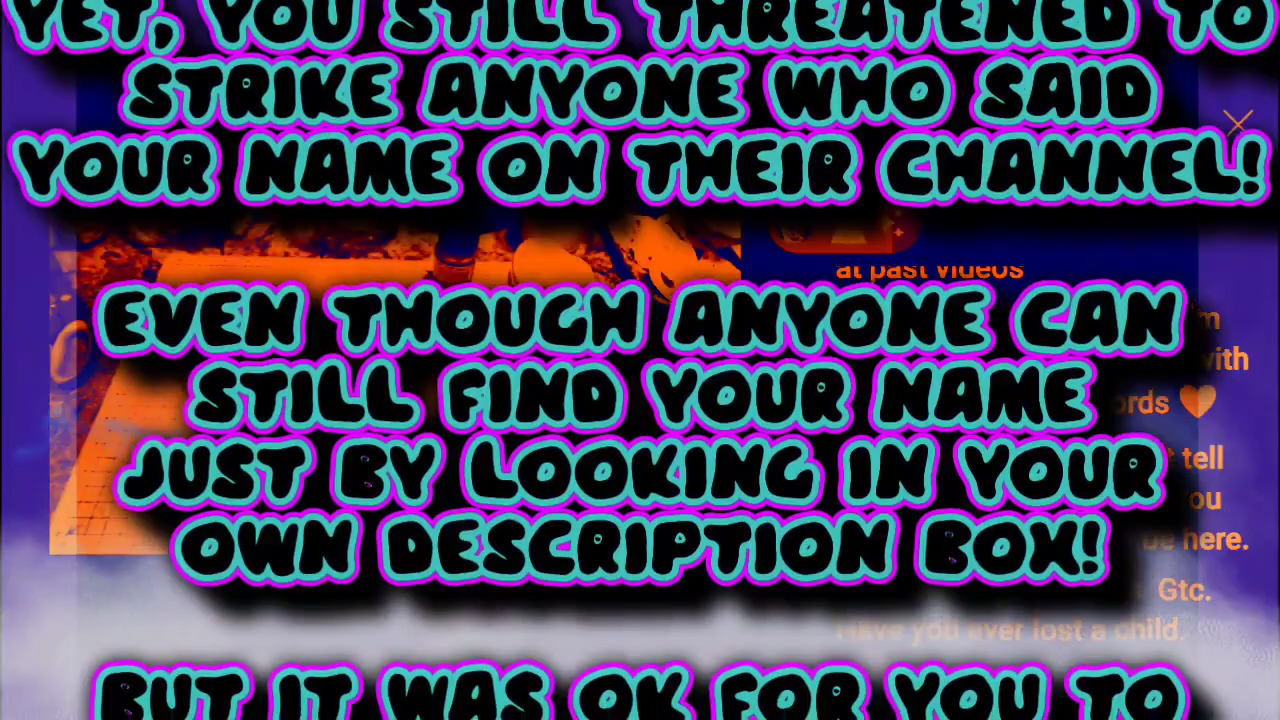 YET, YOU STILL THREATENED TO
STRIKE ANYONE WHO SAID
YOUR NAME ON THEIR CHANNEL!
at past videos
EVEN THOUGH ANYONE CAN
STILL FIND YOUR NAME
JUST BY LOOKING IN YOUR
OWN DESCRIPTION BOX!
tell
be here.
Gtc.
Have you ever lost a child.
BUT IT WAS OK FOR YOU TO